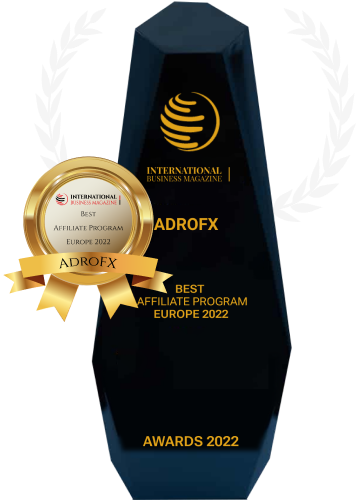 INTERNATIONAL
BUSINESS MAGAZINE
ADROFX
BEST
AFFILIATE PROGRAM
EUROPE 2022
AWARDS 2022
INTERNATIONAL
BUSINESS MAGAZINE
Best
Affiliate Program
Europe 2022
ADROFX